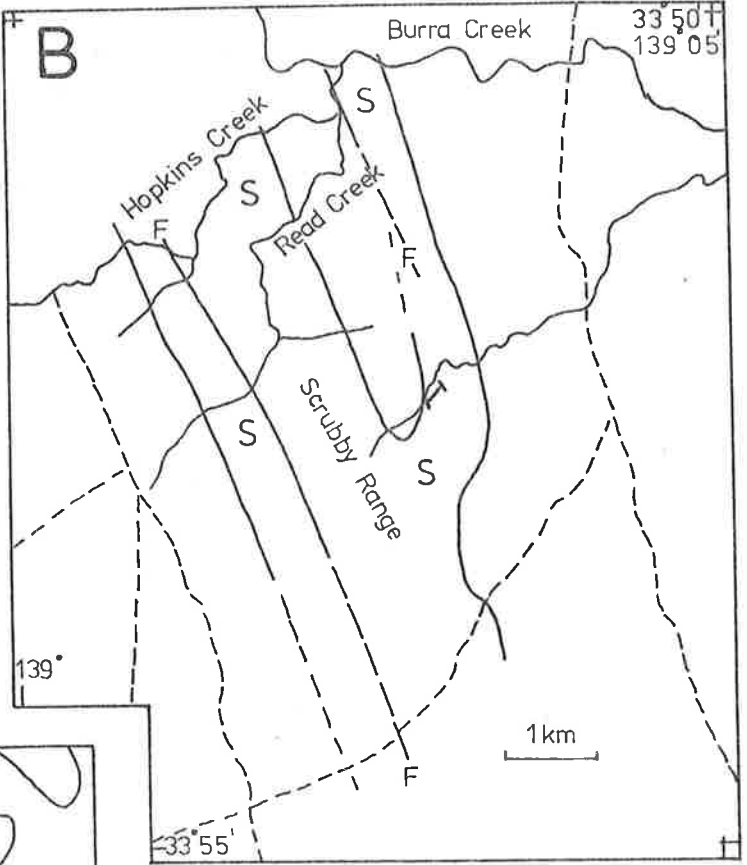 B
Burra Creek
33°50'
139°05'
S
Hopkins Creek
S
Read Creek
F
F
Scrubby Range
S
S
139°
1km
F
33°55'